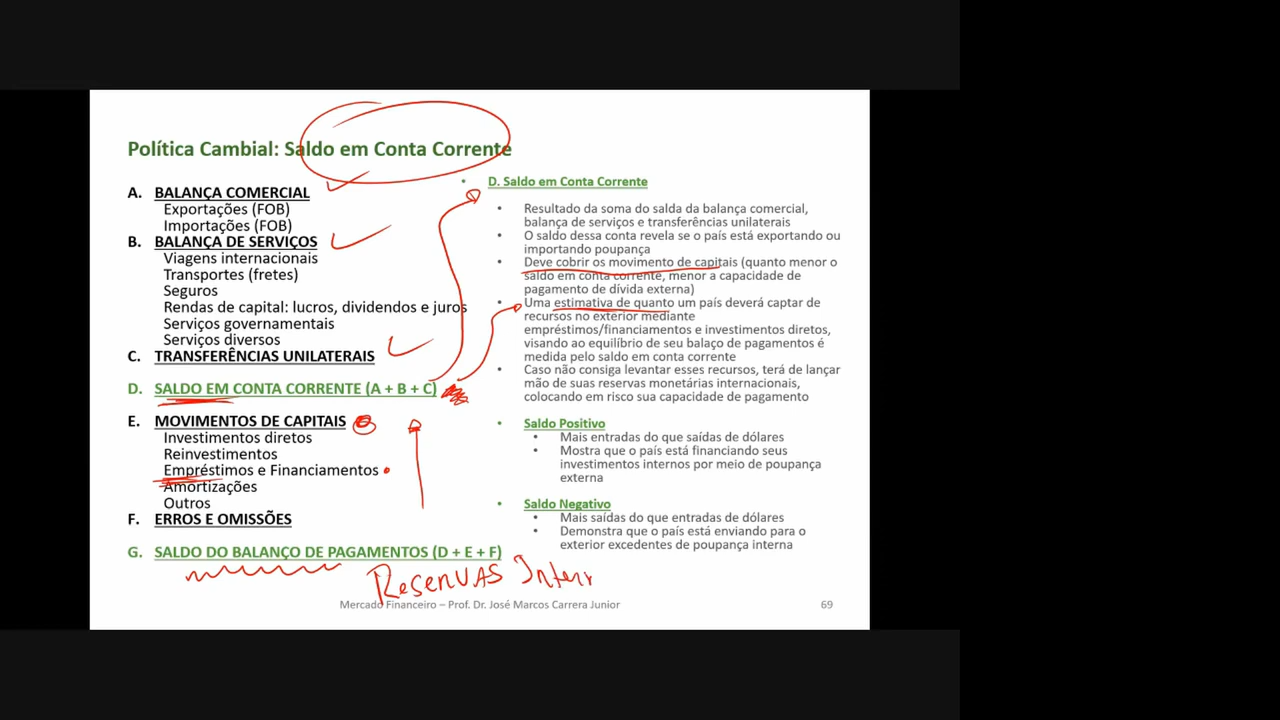 Política Cambial: Saldo em Conta Corrente
A. BALANÇA COMERCIAL
Exportações (FOB)
Importações (FOB)
B. BALANÇA DE SERVIÇOS
Viagens internacionais
Transportes (fretes)
Seguros
Rendas de capital: lucros, dividendos e juros
Serviços governamentais
Serviços diversos
C. TRANSFERÊNCIAS UNILATERAIS
D. SALDO EM CONTA CORRENTE (A + B + C)
E. MOVIMENTOS DE CAPITAIS
Investimentos diretos
Reinvestimentos
Empréstimos e Financiamentos
Amortizações
Outros
F. ERROS E OMISSÕES
G. SALDO DO BALANÇO DE PAGAMENTOS (D + E + F)
• D. Saldo em Conta Corrente
• Resultado da soma do salda da balança comercial,
balança de serviços e transferências unilaterais
• O saldo dessa conta revela se o país está exportando ou
importando poupança
• Deve cobrir os movimento de capitais (quanto menor o
saldo em conta corrente, menor a capacidade de
pagamento de dívida externa)
• Uma estimativa de quanto um país deverá captar de
recursos no exterior mediante
empréstimos/financiamentos e investimentos diretos,
visando ao equilíbrio de seu balaço de pagamentos é
medida pelo saldo em conta corrente
• Caso não consiga levantar esses recursos, terá de lançar
mão de suas reservas monetárias internacionais,
colocando em risco sua capacidade de pagamento
• Saldo Positivo
• Mais entradas do que saídas de dólares
• Mostra que o país está financiando seus
investimentos internos por meio de poupança
externa
• Saldo Negativo
• Mais saídas do que entradas de dólares
• Demonstra que o país está enviando para o
exterior excedentes de poupança interna
RESERVAS Inter
Mercado Financeiro – Prof. Dr. José Marcos Carrera Junior
69